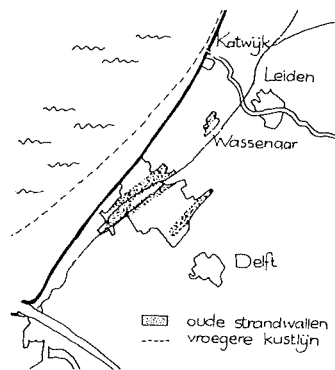 Katwijk
Leiden
Wassenaar
Delft
oude strandwallen
vroegere kustlijn